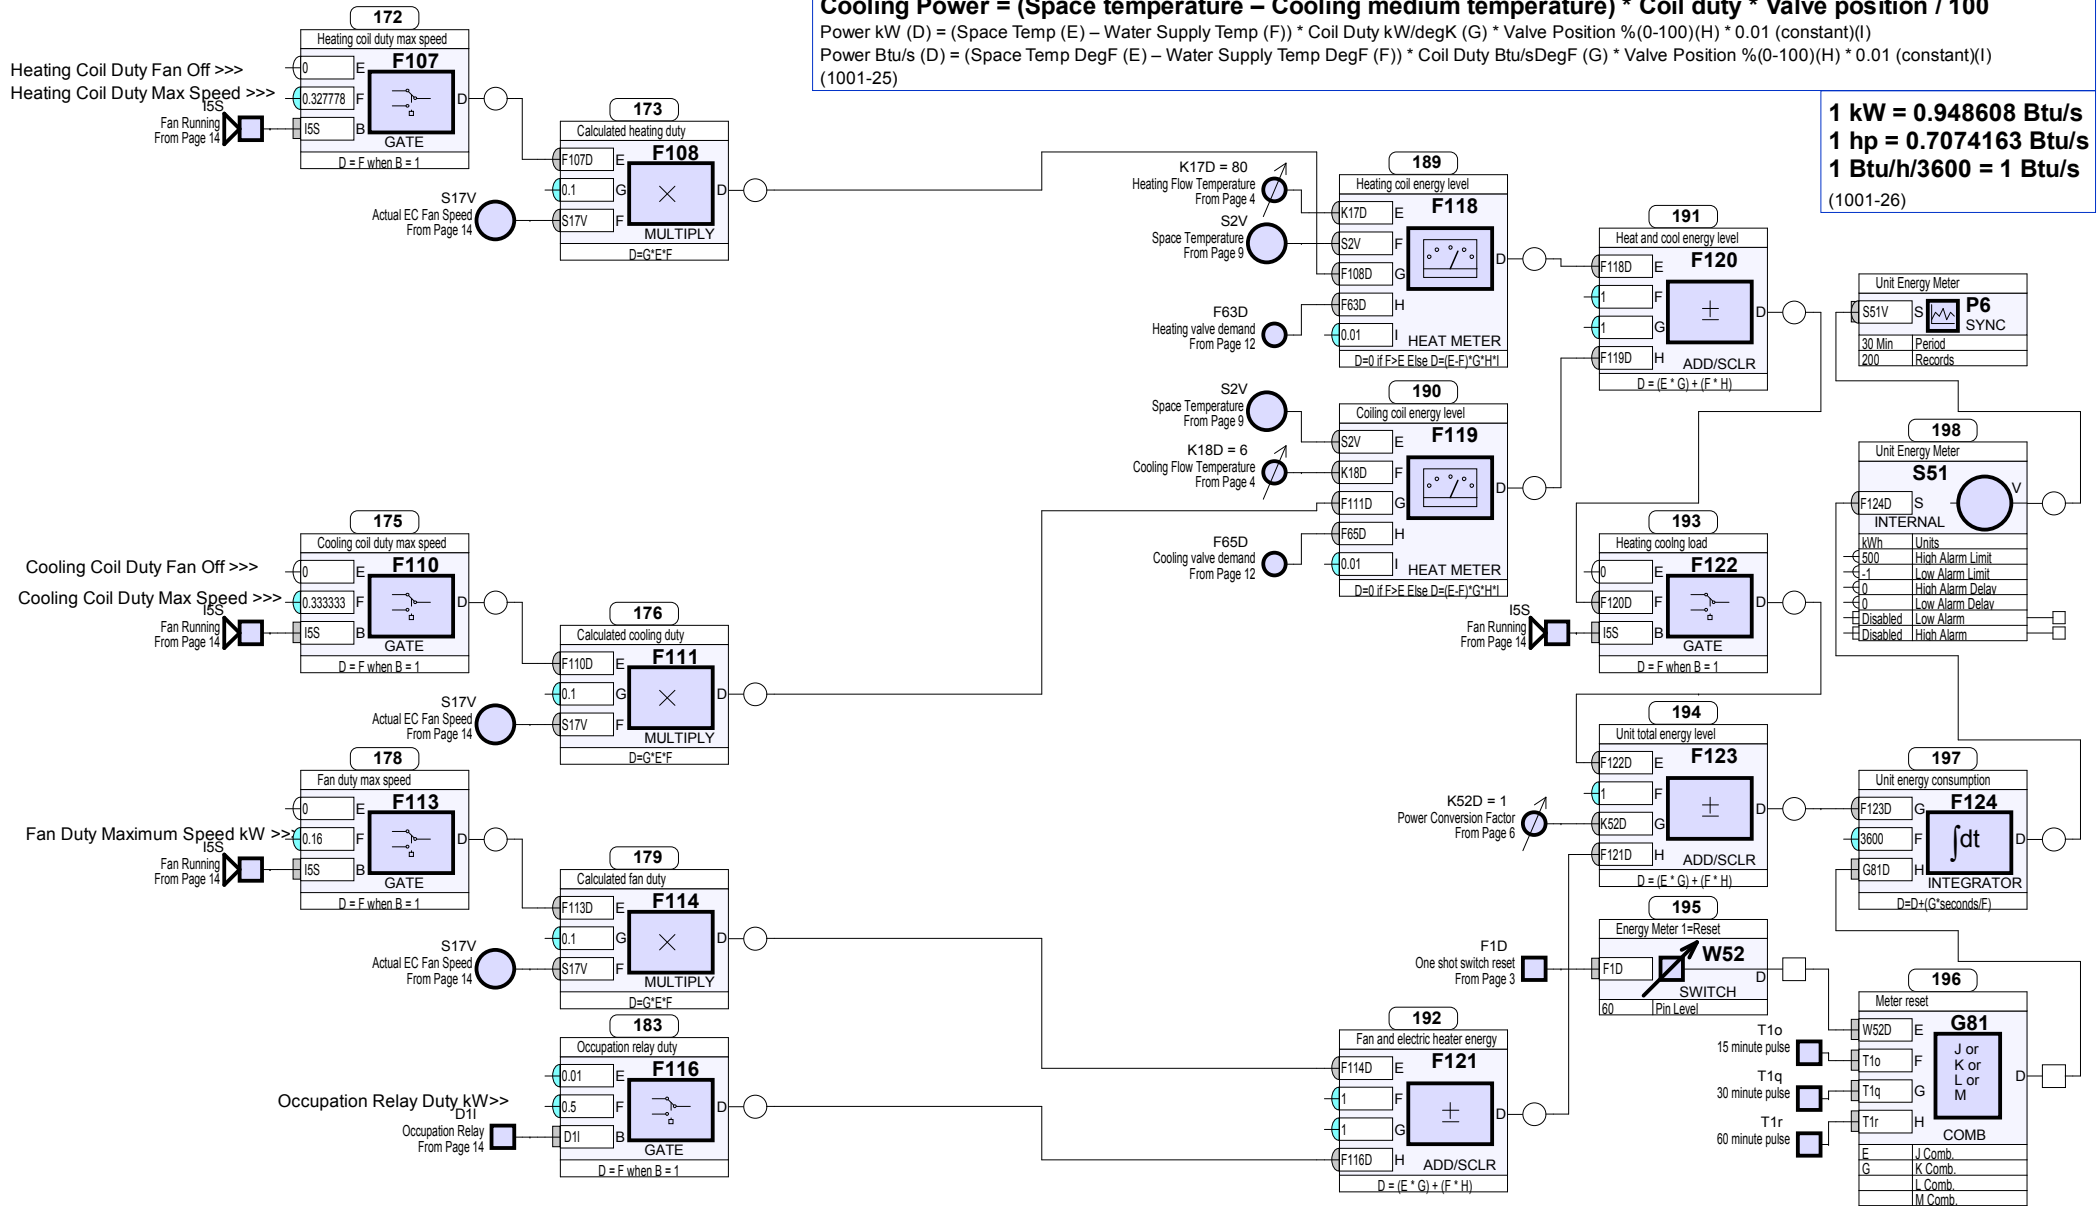 Cooling Power = (Space temperature – Cooling medium temperature) * Coil duty * Valve position / 100
Power kW (D) = (Space Temp (E) – Water Supply Temp (F)) * Coil Duty kW/degK (G) * Valve Position %(0-100)(H) * 0.01 (constant)(I)
Power Btu/s (D) = (Space Temp DegF (E) – Water Supply Temp DegF (F)) * Coil Duty Btu/sDegF (G) * Valve Position %(0-100)(H) * 0.01 (constant)(I)
(1001-25)
1 kW = 0.948608 Btu/s
1 hp = 0.7074163 Btu/s
1 Btu/h/3600 = 1 Btu/s
(1001-26)
172
Heating coil duty max speed
F107
Heating Coil Duty Fan Off >>>
0 E
Heating Coil Duty Max Speed >>>
0.327778 F
D
I5S
Fan Running
From Page 14
I5S B
GATE
D = F when B = 1
173
Calculated heating duty
F108
F107D E
0.1 G
D
S17V
Actual EC Fan Speed
From Page 14
S17V F
MULTIPLY
D=G*E*F
175
Cooling coil duty max speed
F110
Cooling Coil Duty Fan Off >>>
0 E
Cooling Coil Duty Max Speed >>>
0.333333 F
D
I5S
Fan Running
From Page 14
I5S B
GATE
D = F when B = 1
176
Calculated cooling duty
F111
F110D E
0.1 G
D
S17V
Actual EC Fan Speed
From Page 14
S17V F
MULTIPLY
D=G*E*F
178
Fan duty max speed
F113
0 E
Fan Duty Maximum Speed kW >>>
0.16 F
D
I5S
Fan Running
From Page 14
I5S B
GATE
D = F when B = 1
179
Calculated fan duty
F114
F113D E
0.1 G
D
S17V
Actual EC Fan Speed
From Page 14
S17V F
MULTIPLY
D=G*E*F
183
Occupation relay duty
F116
0.01 E
Occupation Relay Duty kW>>
0.5 F
D
D1I
Occupation Relay
From Page 14
D1I B
GATE
D = F when B = 1
189
Heating coil energy level
F118
K17D = 80
Heating Flow Temperature
From Page 4
K17D E
S2V
Space Temperature
From Page 9
S2V F
D
F108D G
F63D
Heating valve demand
From Page 12
F63D H
0.01 I
HEAT METER
D=0 if F>E Else D=(E-F)*G*H*I
190
Coiling coil energy level
F119
S2V
Space Temperature
From Page 9
S2V E
K18D = 6
Cooling Flow Temperature
From Page 4
K18D F
D
F111D G
F65D
Cooling valve demand
From Page 12
F65D H
0.01 I
HEAT METER
D=0 if F>E Else D=(E-F)*G*H*I
191
Heat and cool energy level
F120
F118D E
1 F
1 G
D
F119D H
ADD/SCLR
D = (E * G) + (F * H)
193
Heating coolng load
F122
0 E
F120D F
D
I5S
Fan Running
From Page 14
I5S B
GATE
D = F when B = 1
194
Unit total energy level
F123
F122D E
1 F
D
K52D = 1
Power Conversion Factor
From Page 6
K52D G
F121D H
ADD/SCLR
D = (E * G) + (F * H)
195
Energy Meter 1=Reset
W52
F1D
One shot switch reset
From Page 3
F1D
D
SWITCH
60 Pin Level
192
Fan and electric heater energy
F121
F114D E
1 F
1 G
D
F116D H
ADD/SCLR
D = (E * G) + (F * H)
Unit Energy Meter
P6
S51V S
SYNC
30 Min Period
200 Records
198
Unit Energy Meter
S51
V
F124D S
INTERNAL
kWh Units
500 High Alarm Limit
-1 Low Alarm Limit
0 High Alarm Delay
0 Low Alarm Delay
Disabled Low Alarm
Disabled High Alarm
197
Unit energy consumption
F124
F123D G
3600 F
∫dt
D
G81D H
INTEGRATOR
D=D+(G*seconds/F)
196
Meter reset
G81
W52D E
T1o
15 minute pulse
T1o F
T1q
30 minute pulse
T1q G
T1r
60 minute pulse
T1r H
J or
K or
L or
M
D
COMB
E J Comb.
G K Comb.
L Comb.
M Comb.